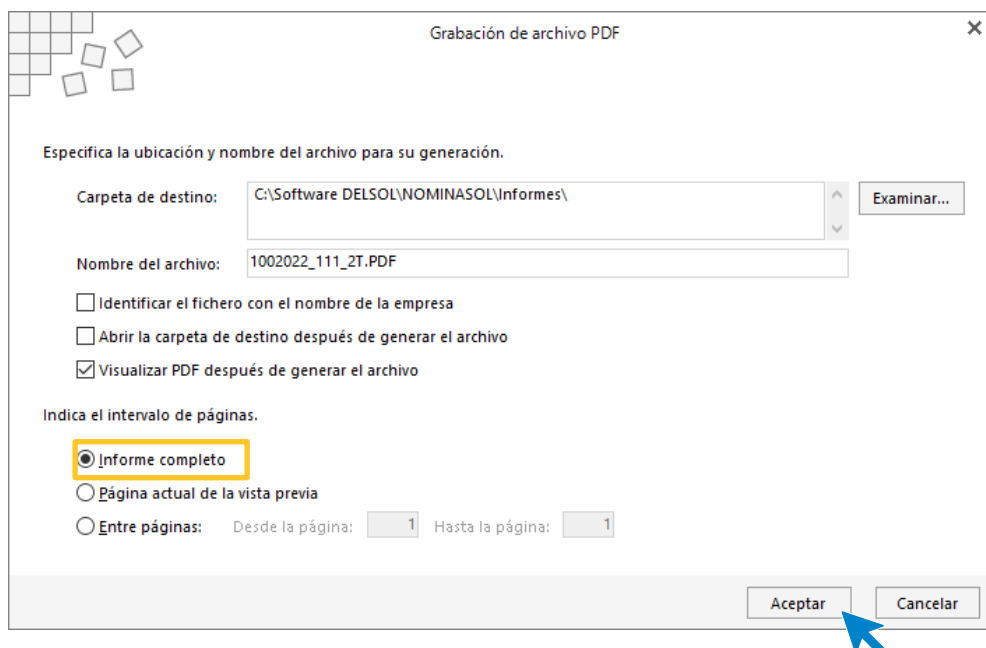 Grabación de archivo PDF
Especifica la ubicación y nombre del archivo para su generación.
Carpeta de destino: C:\Software DELSOL\NOMINASOL\Informes\ Examinar...
Nombre del archivo: 1002022_111_2T.PDF
Identificar el fichero con el nombre de la empresa
Abrir la carpeta de destino después de generar el archivo
Visualizar PDF después de generar el archivo
Indica el intervalo de páginas.
Informe completo
Página actual de la vista previa
Entre páginas: Desde la página: 1 Hasta la página: 1
Aceptar Cancelar